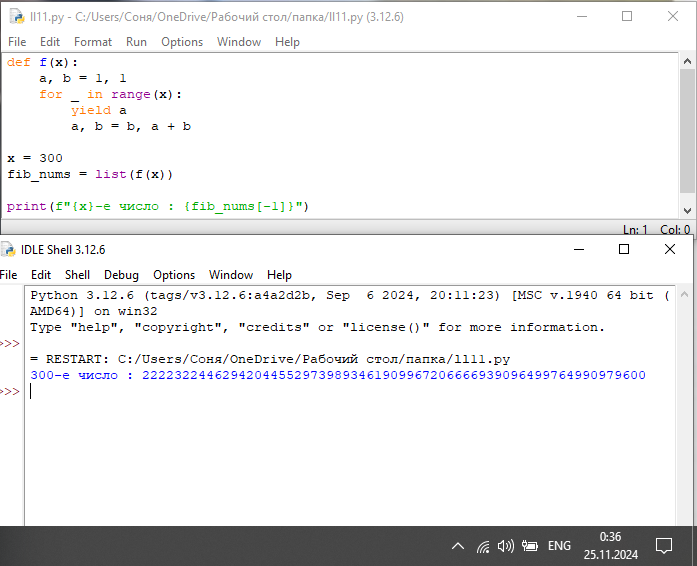 ll11.py - C:/Users/Соня/OneDrive/Рабочий стол/папка/ll11.py (3.12.6)
File Edit Format Run Options Window Help
def f(x):
    a, b = 1, 1
    for _ in range(x):
        yield a
        a, b = b, a + b
x = 300
fib_nums = list(f(x))
print(f"{x}-е число : {fib_nums[-1]}")
Ln: 1 Col: 0
IDLE Shell 3.12.6
File Edit Shell Debug Options Window Help
Python 3.12.6 (tags/v3.12.6:a4a2d2b, Sep  6 2024, 20:11:23) [MSC v.1940 64 bit (
AMD64)] on win32
Type "help", "copyright", "credits" or "license()" for more information.
>>>
= RESTART: C:/Users/Соня/OneDrive/Рабочий стол/папка/ll11.py
300-е число : 222232244629420445529739893461909967206666939096499764990979600
>>>
ENG
0:36
25.11.2024